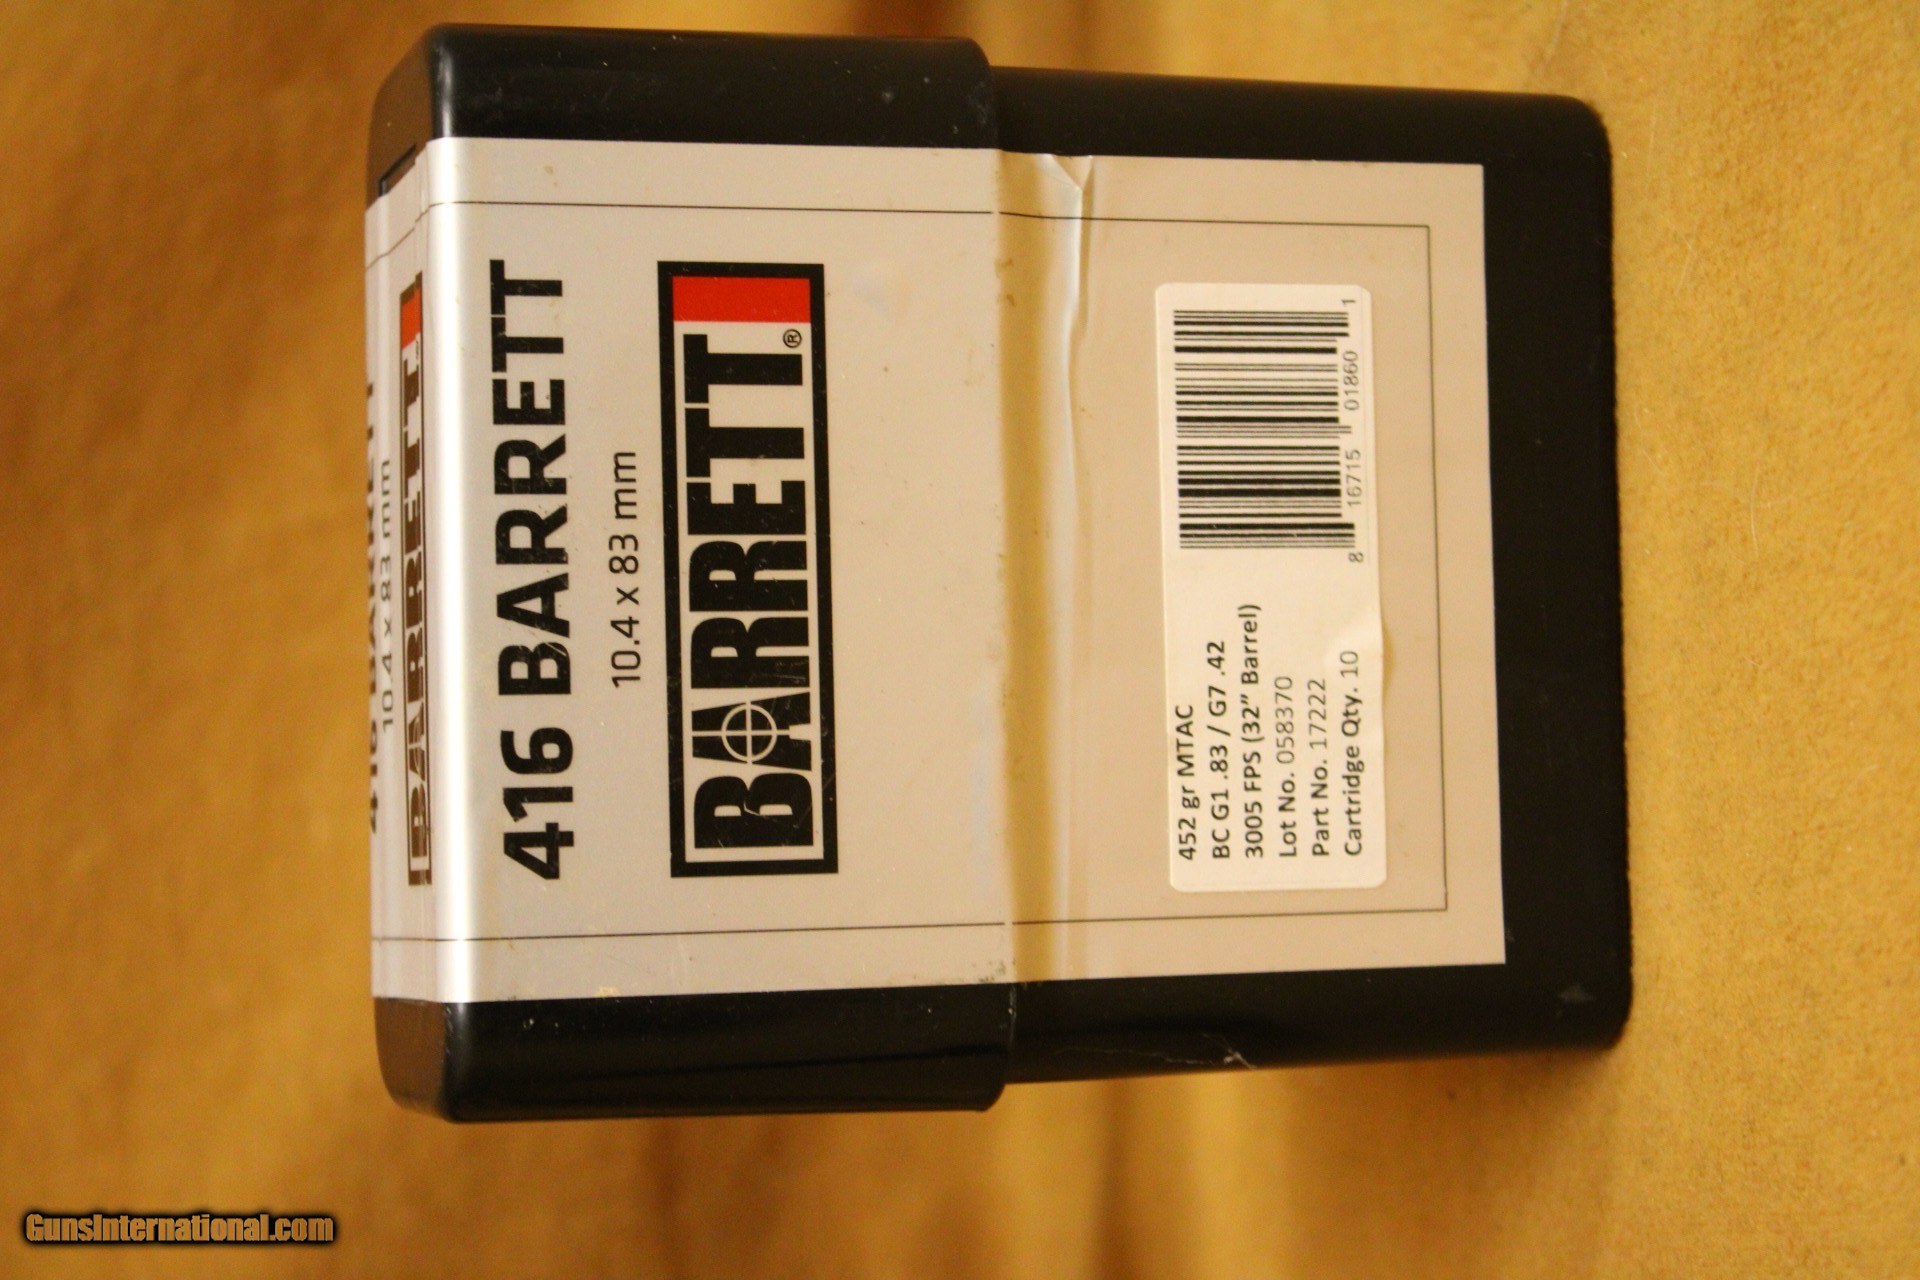 416 BARRETT
10.4 x 83 mm
BARRETT®
452 gr MTAC
BC G1 .83 / G7 .42
3005 FPS (32" Barrel)
Lot No. 058370
Part No. 17222
Cartridge Qty. 10
8 16715 01860 1
416 BARRETT
10.4 x 83 mm
BARRETT
GunsInternational.com